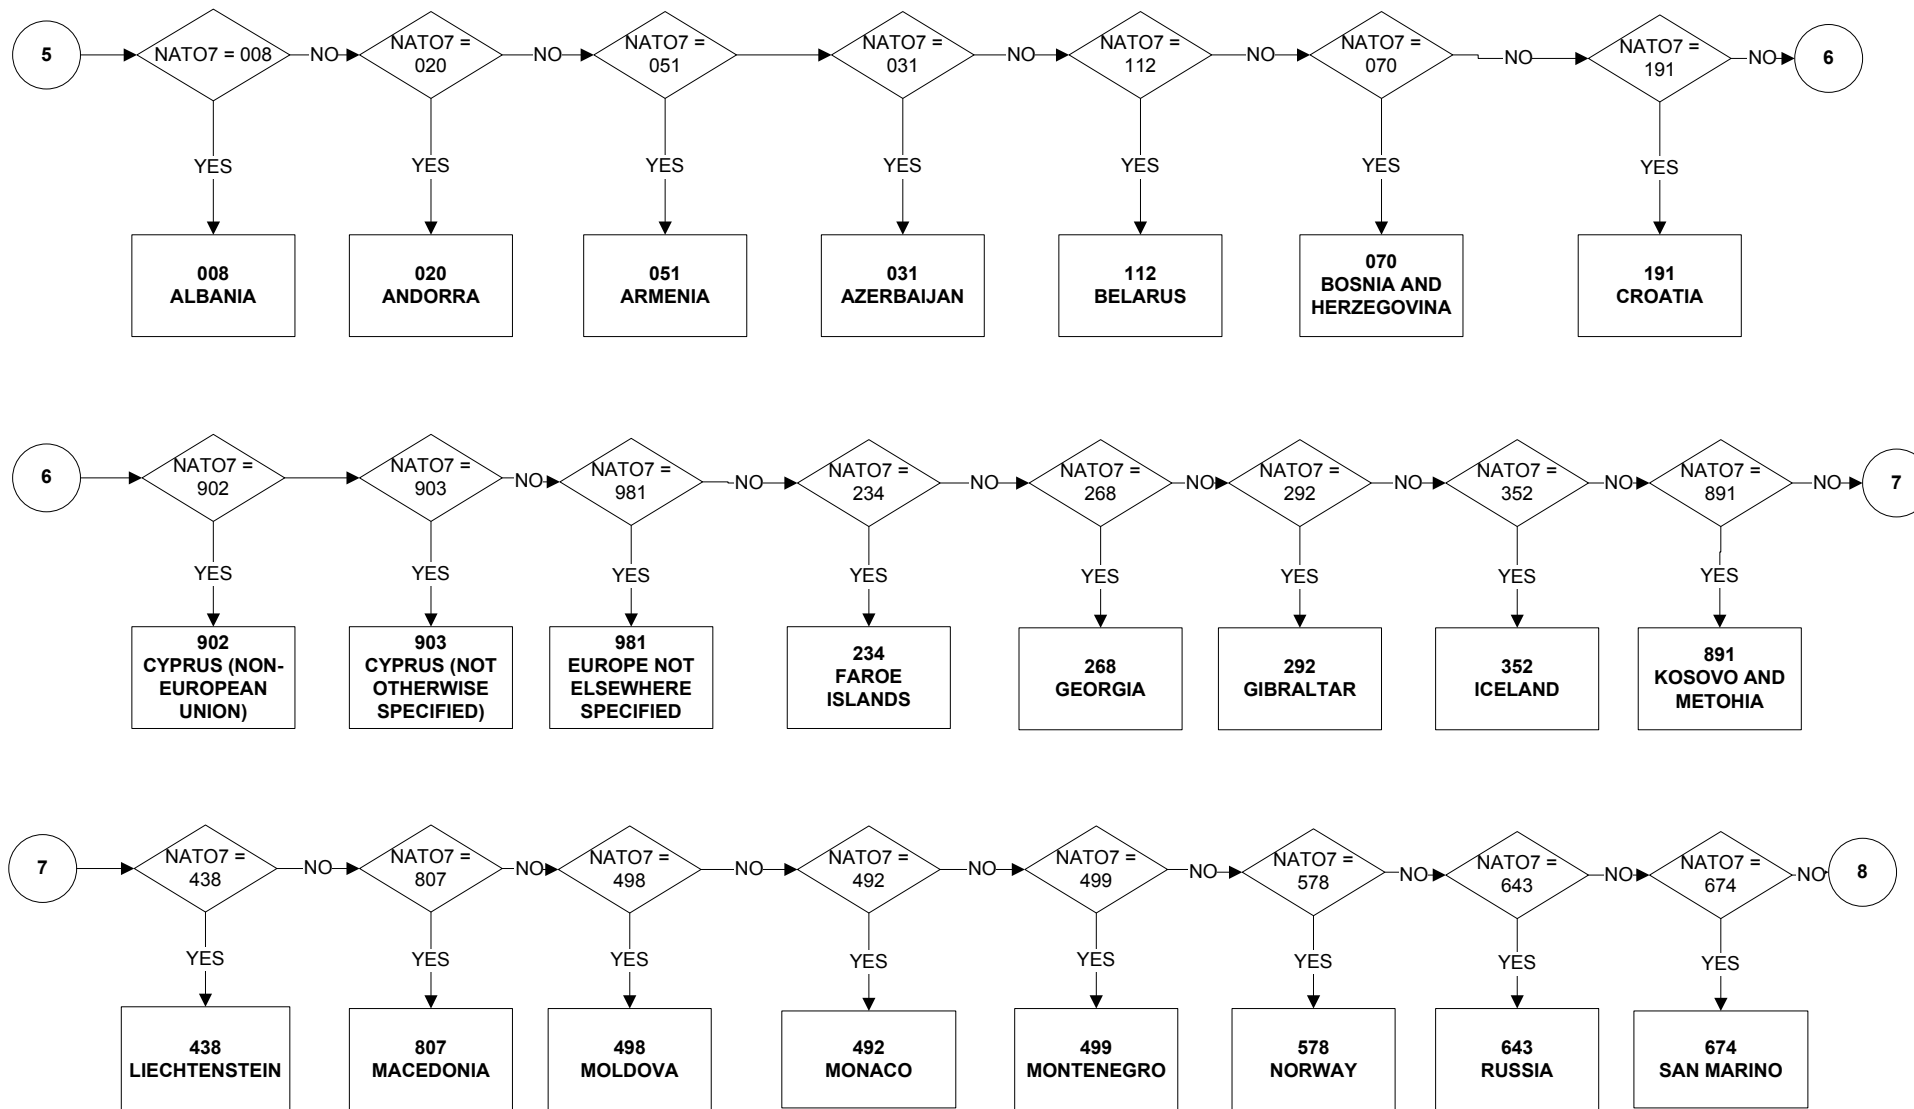 5
NATO7 = 008
NO
NATO7 =
020
NO
NATO7 =
051
NATO7 =
031
NO
NATO7 =
112
NO
NATO7 =
070
NO
NATO7 =
191
NO
6
YES
YES
YES
YES
YES
YES
YES
008
ALBANIA
020
ANDORRA
051
ARMENIA
031
AZERBAIJAN
112
BELARUS
070
BOSNIA AND
HERZEGOVINA
191
CROATIA
6
NATO7 =
902
NATO7 =
903
NO
NATO7 =
981
NO
NATO7 =
234
NO
NATO7 =
268
NO
NATO7 =
292
NO
NATO7 =
352
NO
NATO7 =
891
NO
7
YES
YES
YES
YES
YES
YES
YES
YES
902
CYPRUS (NON-
EUROPEAN
UNION)
903
CYPRUS (NOT
OTHERWISE
SPECIFIED)
981
EUROPE NOT
ELSEWHERE
SPECIFIED
234
FAROE
ISLANDS
268
GEORGIA
292
GIBRALTAR
352
ICELAND
891
KOSOVO AND
METOHIA
7
NATO7 =
438
NO
NATO7 =
807
NO
NATO7 =
498
NO
NATO7 =
492
NO
NATO7 =
499
NO
NATO7 =
578
NO
NATO7 =
643
NO
NATO7 =
674
NO
8
YES
YES
YES
YES
YES
YES
YES
YES
438
LIECHTENSTEIN
807
MACEDONIA
498
MOLDOVA
492
MONACO
499
MONTENEGRO
578
NORWAY
643
RUSSIA
674
SAN MARINO